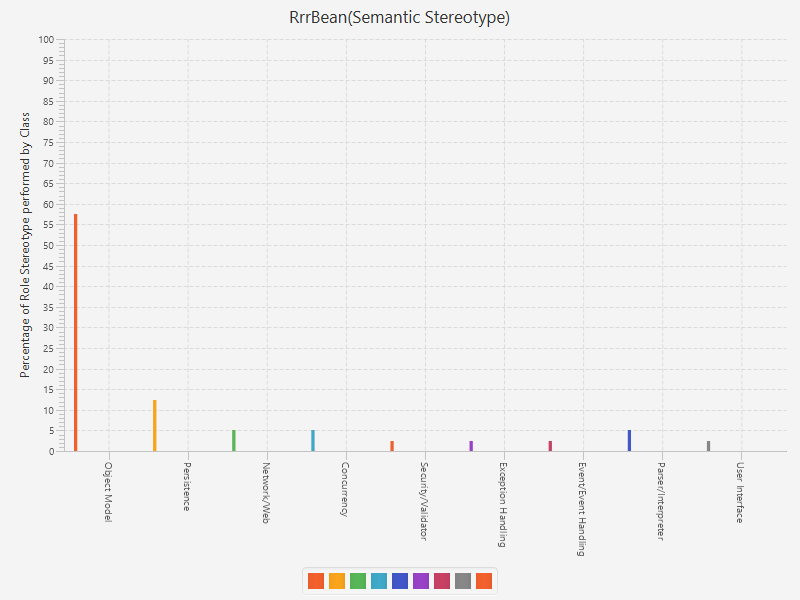 RrrBean(Semantic Stereotype)
Percentage of Role Stereotype performed by Class
100
95
90
85
80
75
70
65
60
55
50
45
40
35
30
25
20
15
10
5
0
Object Model
Persistence
Network/Web
Concurrency
Security/Validator
Exception Handling
Event/Event Handling
Parser/Interpreter
User Interface